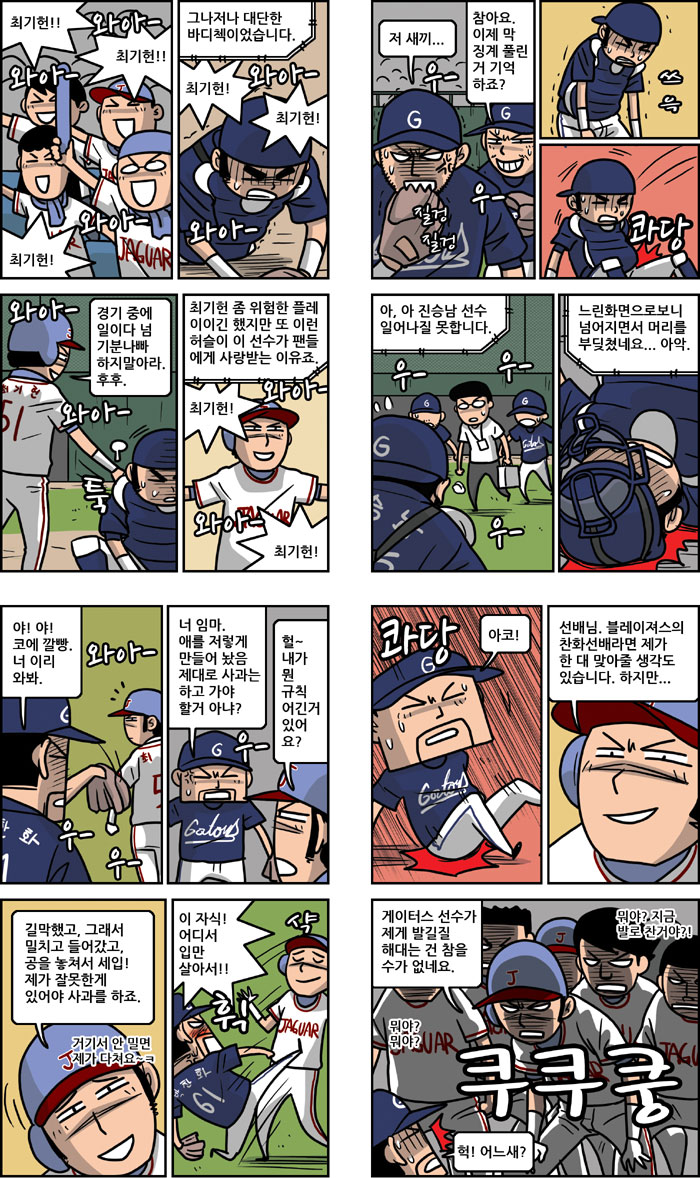 최기헌!!
최기헌!!
와아-
와아-
최기헌!
J
JAGUAR
그나저나 대단한
바디첵이었습니다.
최기헌!
최기헌!
와아-
와아-
경기 중에
일이다 넘
기분나빠
하지말아라.
후후.
와아-
51
툭
최기헌 좀 위험한 플레
이이긴 했지만 또 이런
허슬이 이 선수가 팬들
에게 사랑받는 이유죠.
와아-
최기헌!
와아-
최기헌!
JAGUAR
저 새끼...
우-
G
질겅
질겅
참아요.
이제 막
징계 풀린
거 기억
하죠?
우-
Galous
쓰
윽
콰당
아, 아 진승남 선수
일어나질 못합니다.
우-
우-
G
G
우-
느린화면으로보니
넘어지면서 머리를
부딪쳤네요... 아악.
야! 야!
코에 깔빵.
너 이리
와봐.
와아-
G
최
5
우-
우-
너 임마.
애를 저렇게
만들어 놨음
제대로 사과는
하고 가야
할거 아냐?
우-
G
Galous
헐~
내가
뭔
규칙
어긴거
있어
요?
길막했고, 그래서
밀치고 들어갔고,
공을 놓쳐서 세입!
제가 잘못한게
있어야 사과를 하죠.
거기서 안 밀면
제가 다쳐요~ㅋ
J
이 자식!
어디서
입만
살아서!!
샥
휙
J
JAGUAR
찬화
19
콰당
아코!
G
Galous
선배님. 블레이져스의
찬화선배라면 제가
한 대 맞아줄 생각도
있습니다. 하지만...
게이터스 선수가
제게 발길질
해대는 건 참을
수가 없네요.
뭐야? 지금
발로 찬거야?!
J
뭐야?
뭐야?
JAGUAR
쿠쿠쿵
G
헉! 어느새?